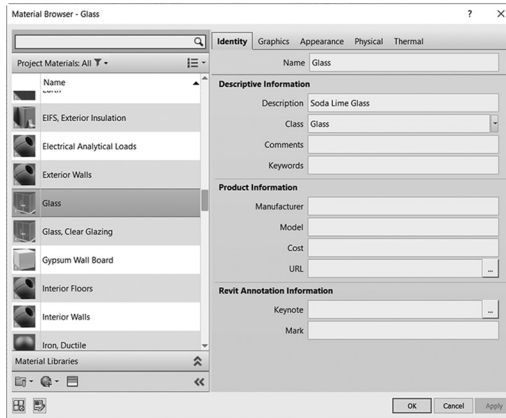 Material Browser - Glass
? X
Project Materials: All
Name
EIFS, Exterior Insulation
Electrical Analytical Loads
Exterior Walls
Glass
Glass, Clear Glazing
Gypsum Wall Board
Interior Floors
Interior Walls
Iron, Ductile
Material Libraries
Identity Graphics Appearance Physical Thermal
Name Glass
Descriptive Information
Description Soda Lime Glass
Class Glass
Comments
Keywords
Product Information
Manufacturer
Model
Cost
URL ...
Revit Annotation Information
Keynote ...
Mark
OK Cancel Apply